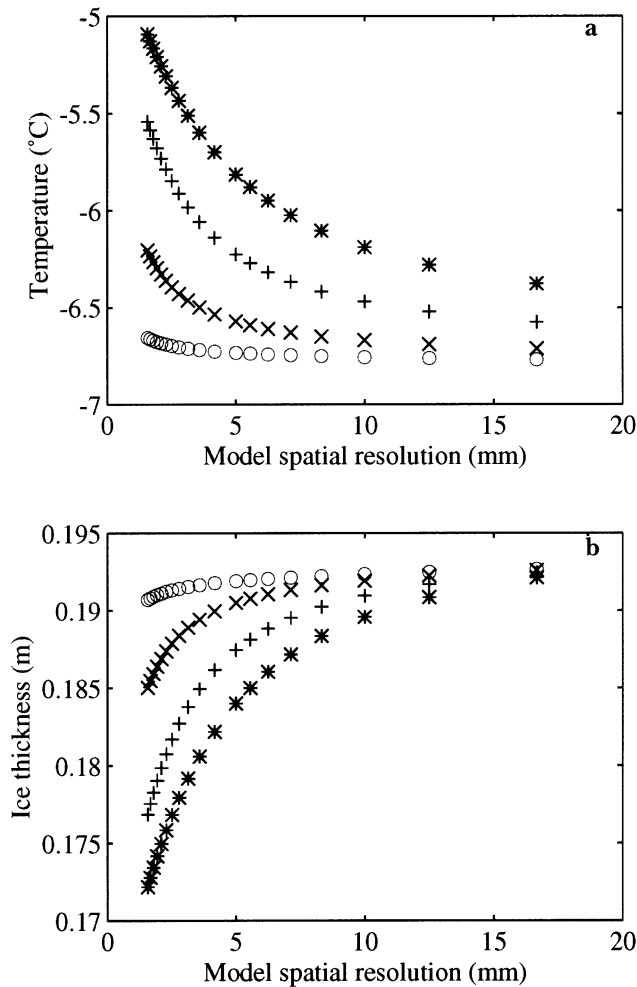 a
-5
-5.5
-6
-6.5
-7
Temperature (˚C)
0 5 10 15 20
Model spatial resolution (mm)
b
0.195
0.19
0.185
0.18
0.175
0.17
Ice thickness (m)
0 5 10 15 20
Model spatial resolution (mm)